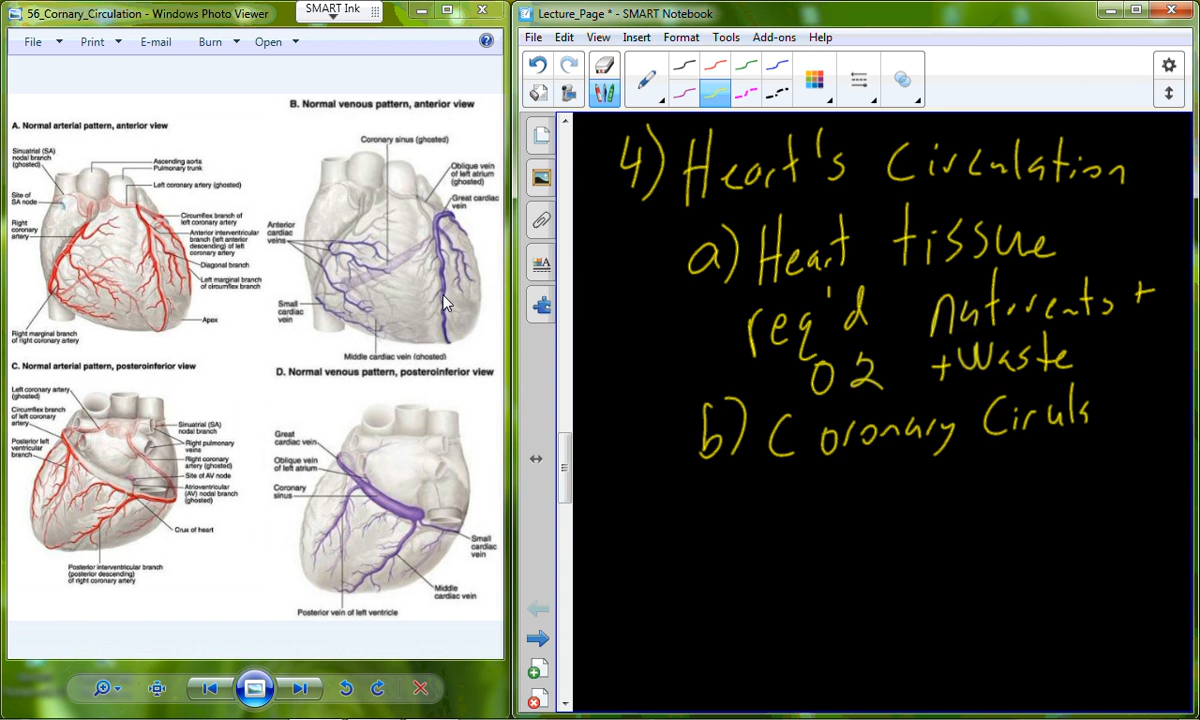 56_Cornary_Circulation - Windows Photo Viewer
SMART Ink
File Print E-mail Burn Open
B. Normal venous pattern, anterior view
A. Normal arterial pattern, anterior view
Sinuatrial (SA)
nodal branch
(ghosted)
Ascending aorta
Pulmonary trunk
Left coronary artery (ghosted)
Site of
SA node
Right
coronary
artery
Circumflex branch of
left coronary artery
Anterior interventricular
branch (left anterior
descending) of left
coronary artery
Diagonal branch
Left marginal branch
of circumflex branch
Apex
Right marginal branch
of right coronary artery
Coronary sinus (ghosted)
Oblique vein
of left atrium
(ghosted)
Great cardiac
vein
Anterior
cardiac
veins
Small
cardiac
vein
Middle cardiac vein (ghosted)
C. Normal arterial pattern, posteroinferior view
Left coronary artery
(ghosted)
Circumflex branch
of left coronary
artery
Posterior left
ventricular
branch
Sinuatrial (SA)
nodal branch
Right pulmonary
veins
Right coronary
artery (ghosted)
Site of AV node
Atrioventricular
(AV) nodal branch
(ghosted)
Crux of heart
Posterior interventricular branch
(posterior descending)
of right coronary artery
D. Normal venous pattern, posteroinferior view
Great
cardiac vein
Oblique vein
of left atrium
Coronary
sinus
Small
cardiac
vein
Middle
cardiac vein
Posterior vein of left ventricle
Lecture_Page * - SMART Notebook
File Edit View Insert Format Tools Add-ons Help
4) Heart's Circulation
a) Heart tissue
req'd nutrients +
O2 + Waste
b) Coronary Cirula